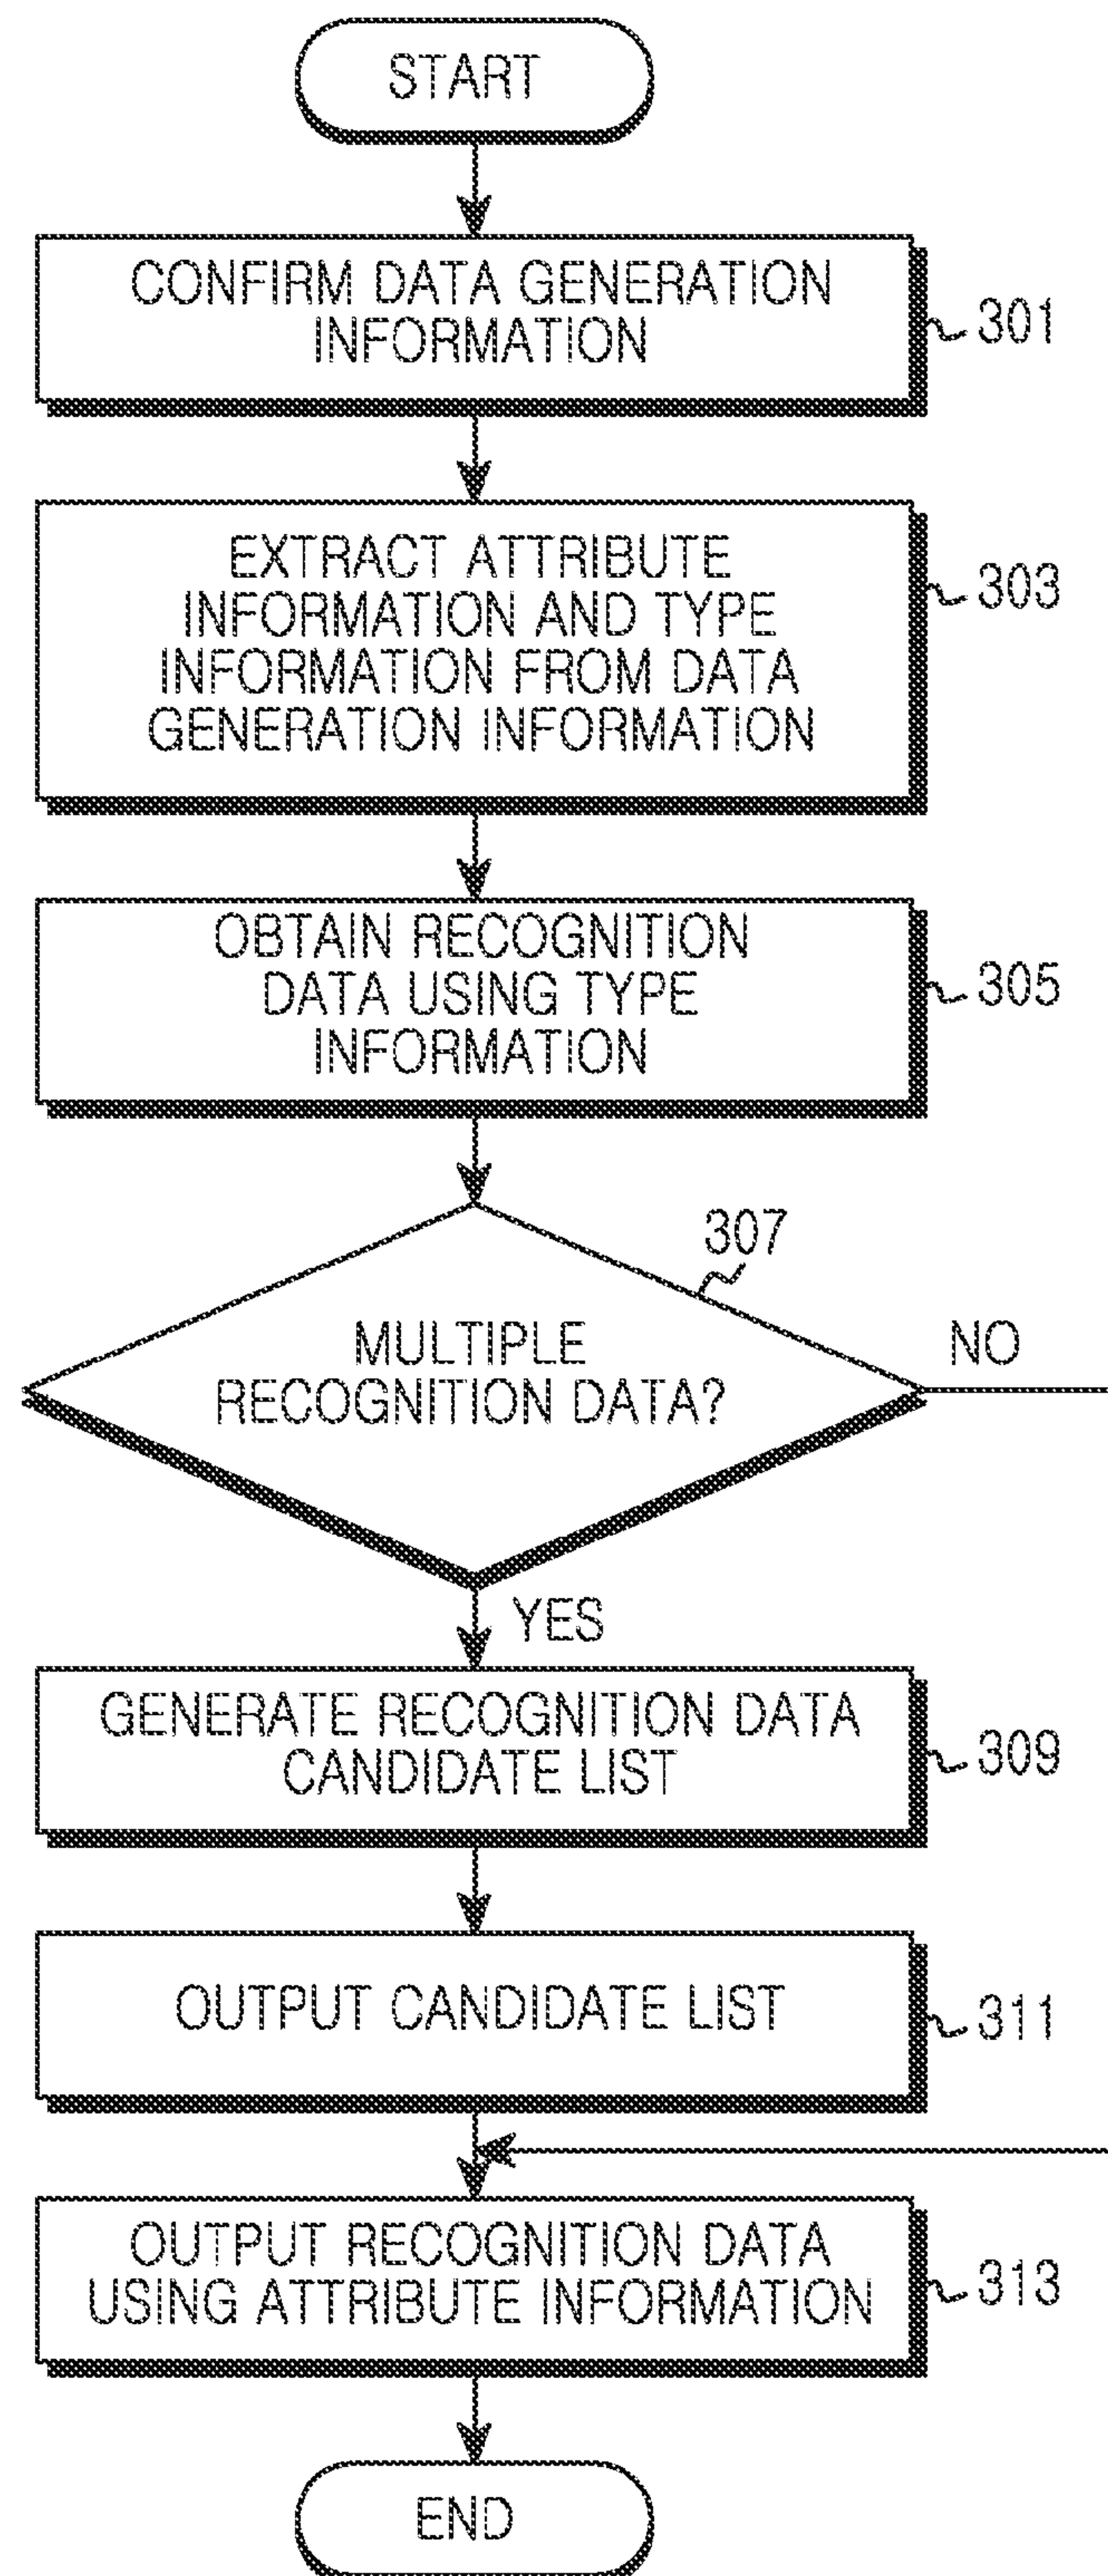 START
CONFIRM DATA GENERATION
INFORMATION
301
EXTRACT ATTRIBUTE
INFORMATION AND TYPE
INFORMATION FROM DATA
GENERATION INFORMATION
303
OBTAIN RECOGNITION
DATA USING TYPE
INFORMATION
305
307
MULTIPLE
RECOGNITION DATA?
NO
YES
GENERATE RECOGNITION DATA
CANDIDATE LIST
309
OUTPUT CANDIDATE LIST
311
OUTPUT RECOGNITION DATA
USING ATTRIBUTE INFORMATION
313
END